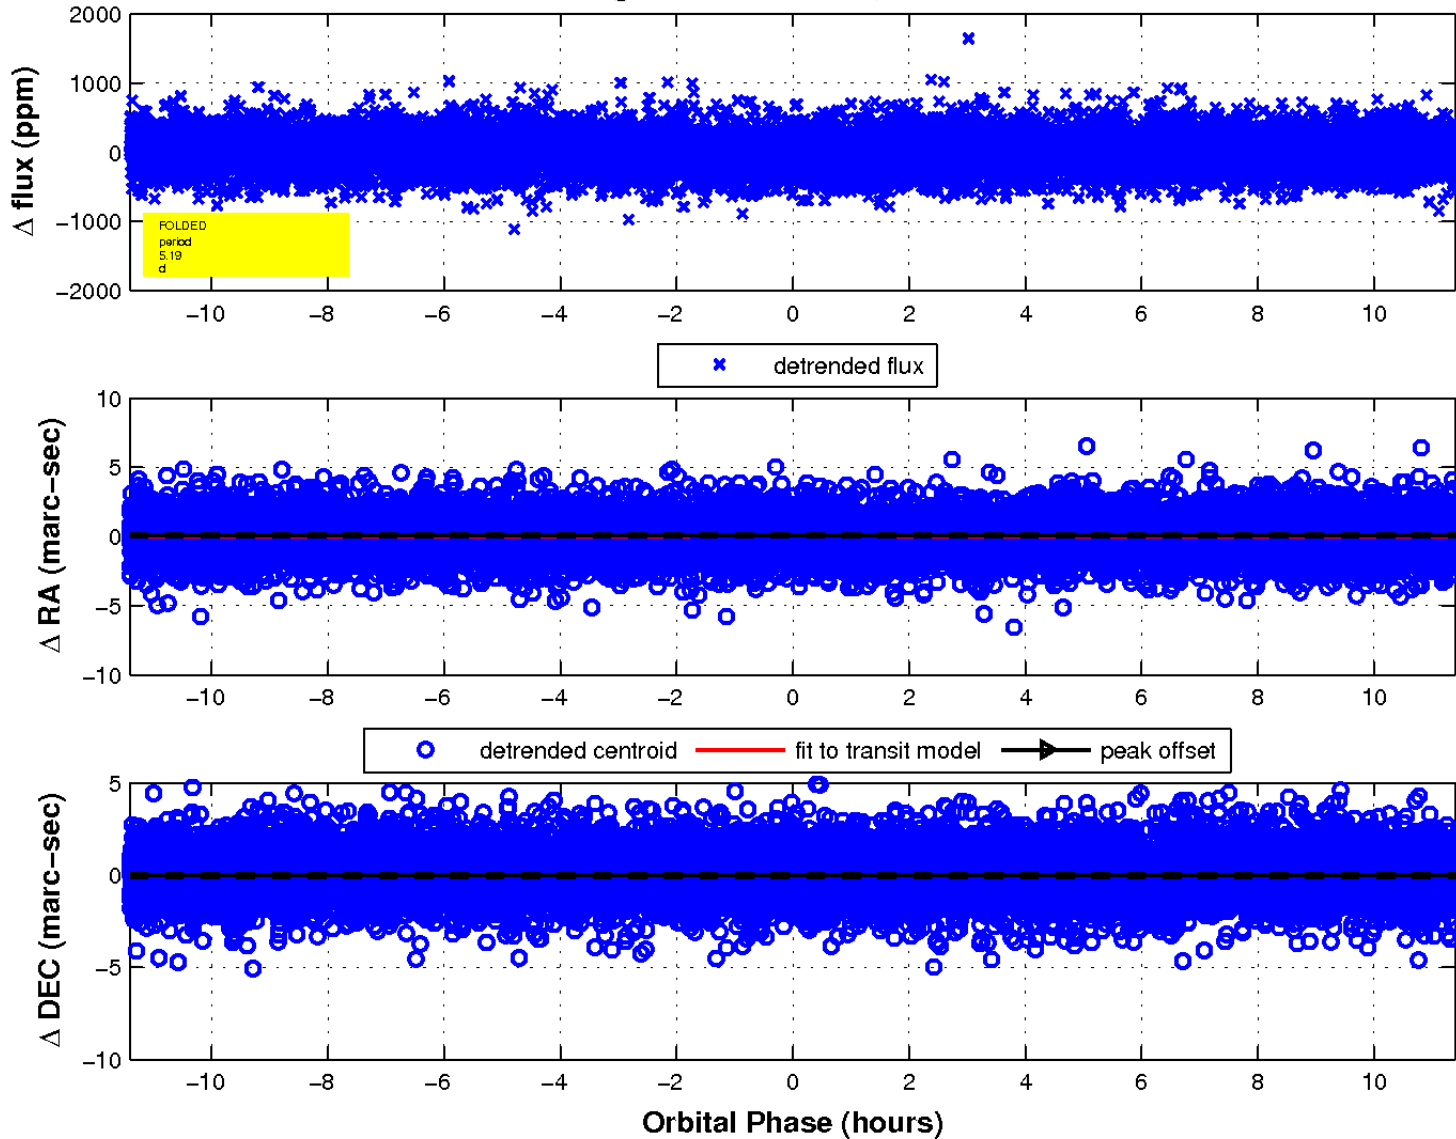 2000
1000
0
−1000
−2000
Δ flux (ppm)
FOLDED
period
5.19
d
−10 −8 −6 −4 −2 0 2 4 6 8 10
detrended flux
10
5
0
−5
−10
Δ RA (marc−sec)
−10 −8 −6 −4 −2 0 2 4 6 8 10
detrended centroid fit to transit model peak offset
5
0
−5
−10
Δ DEC (marc−sec)
−10 −8 −6 −4 −2 0 2 4 6 8 10
Orbital Phase (hours)